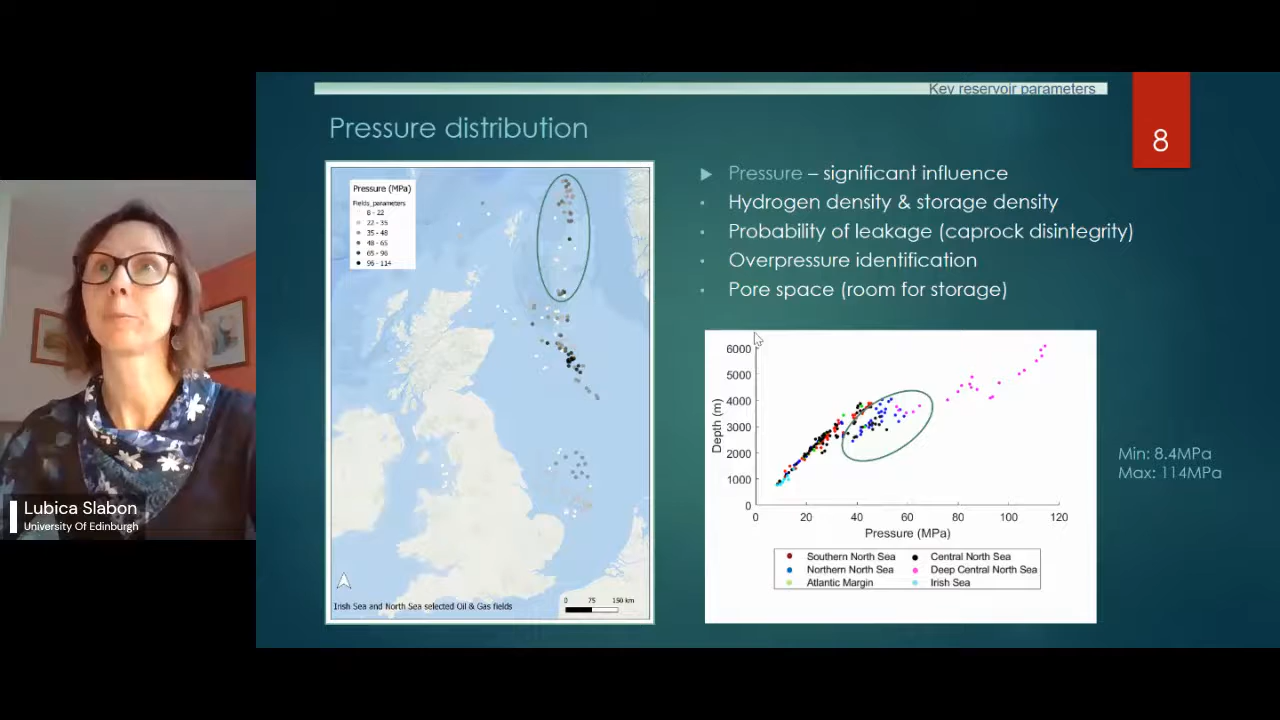 Key reservoir parameters
8
Pressure distribution
Pressure (MPa)
Fields_parameters
8 - 22
22 - 35
35 - 48
48 - 65
65 - 96
96 - 114
Irish Sea and North Sea selected Oil & Gas fields
0 75 150 km
Pressure – significant influence
Hydrogen density & storage density
Probability of leakage (caprock disintegrity)
Overpressure identification
Pore space (room for storage)
6000
5000
4000
3000
2000
1000
0
Depth (m)
0 20 40 60 80 100 120
Pressure (MPa)
Southern North Sea
Central North Sea
Northern North Sea
Deep Central North Sea
Atlantic Margin
Irish Sea
Min: 8.4MPa
Max: 114MPa
Lubica Slabon
University Of Edinburgh